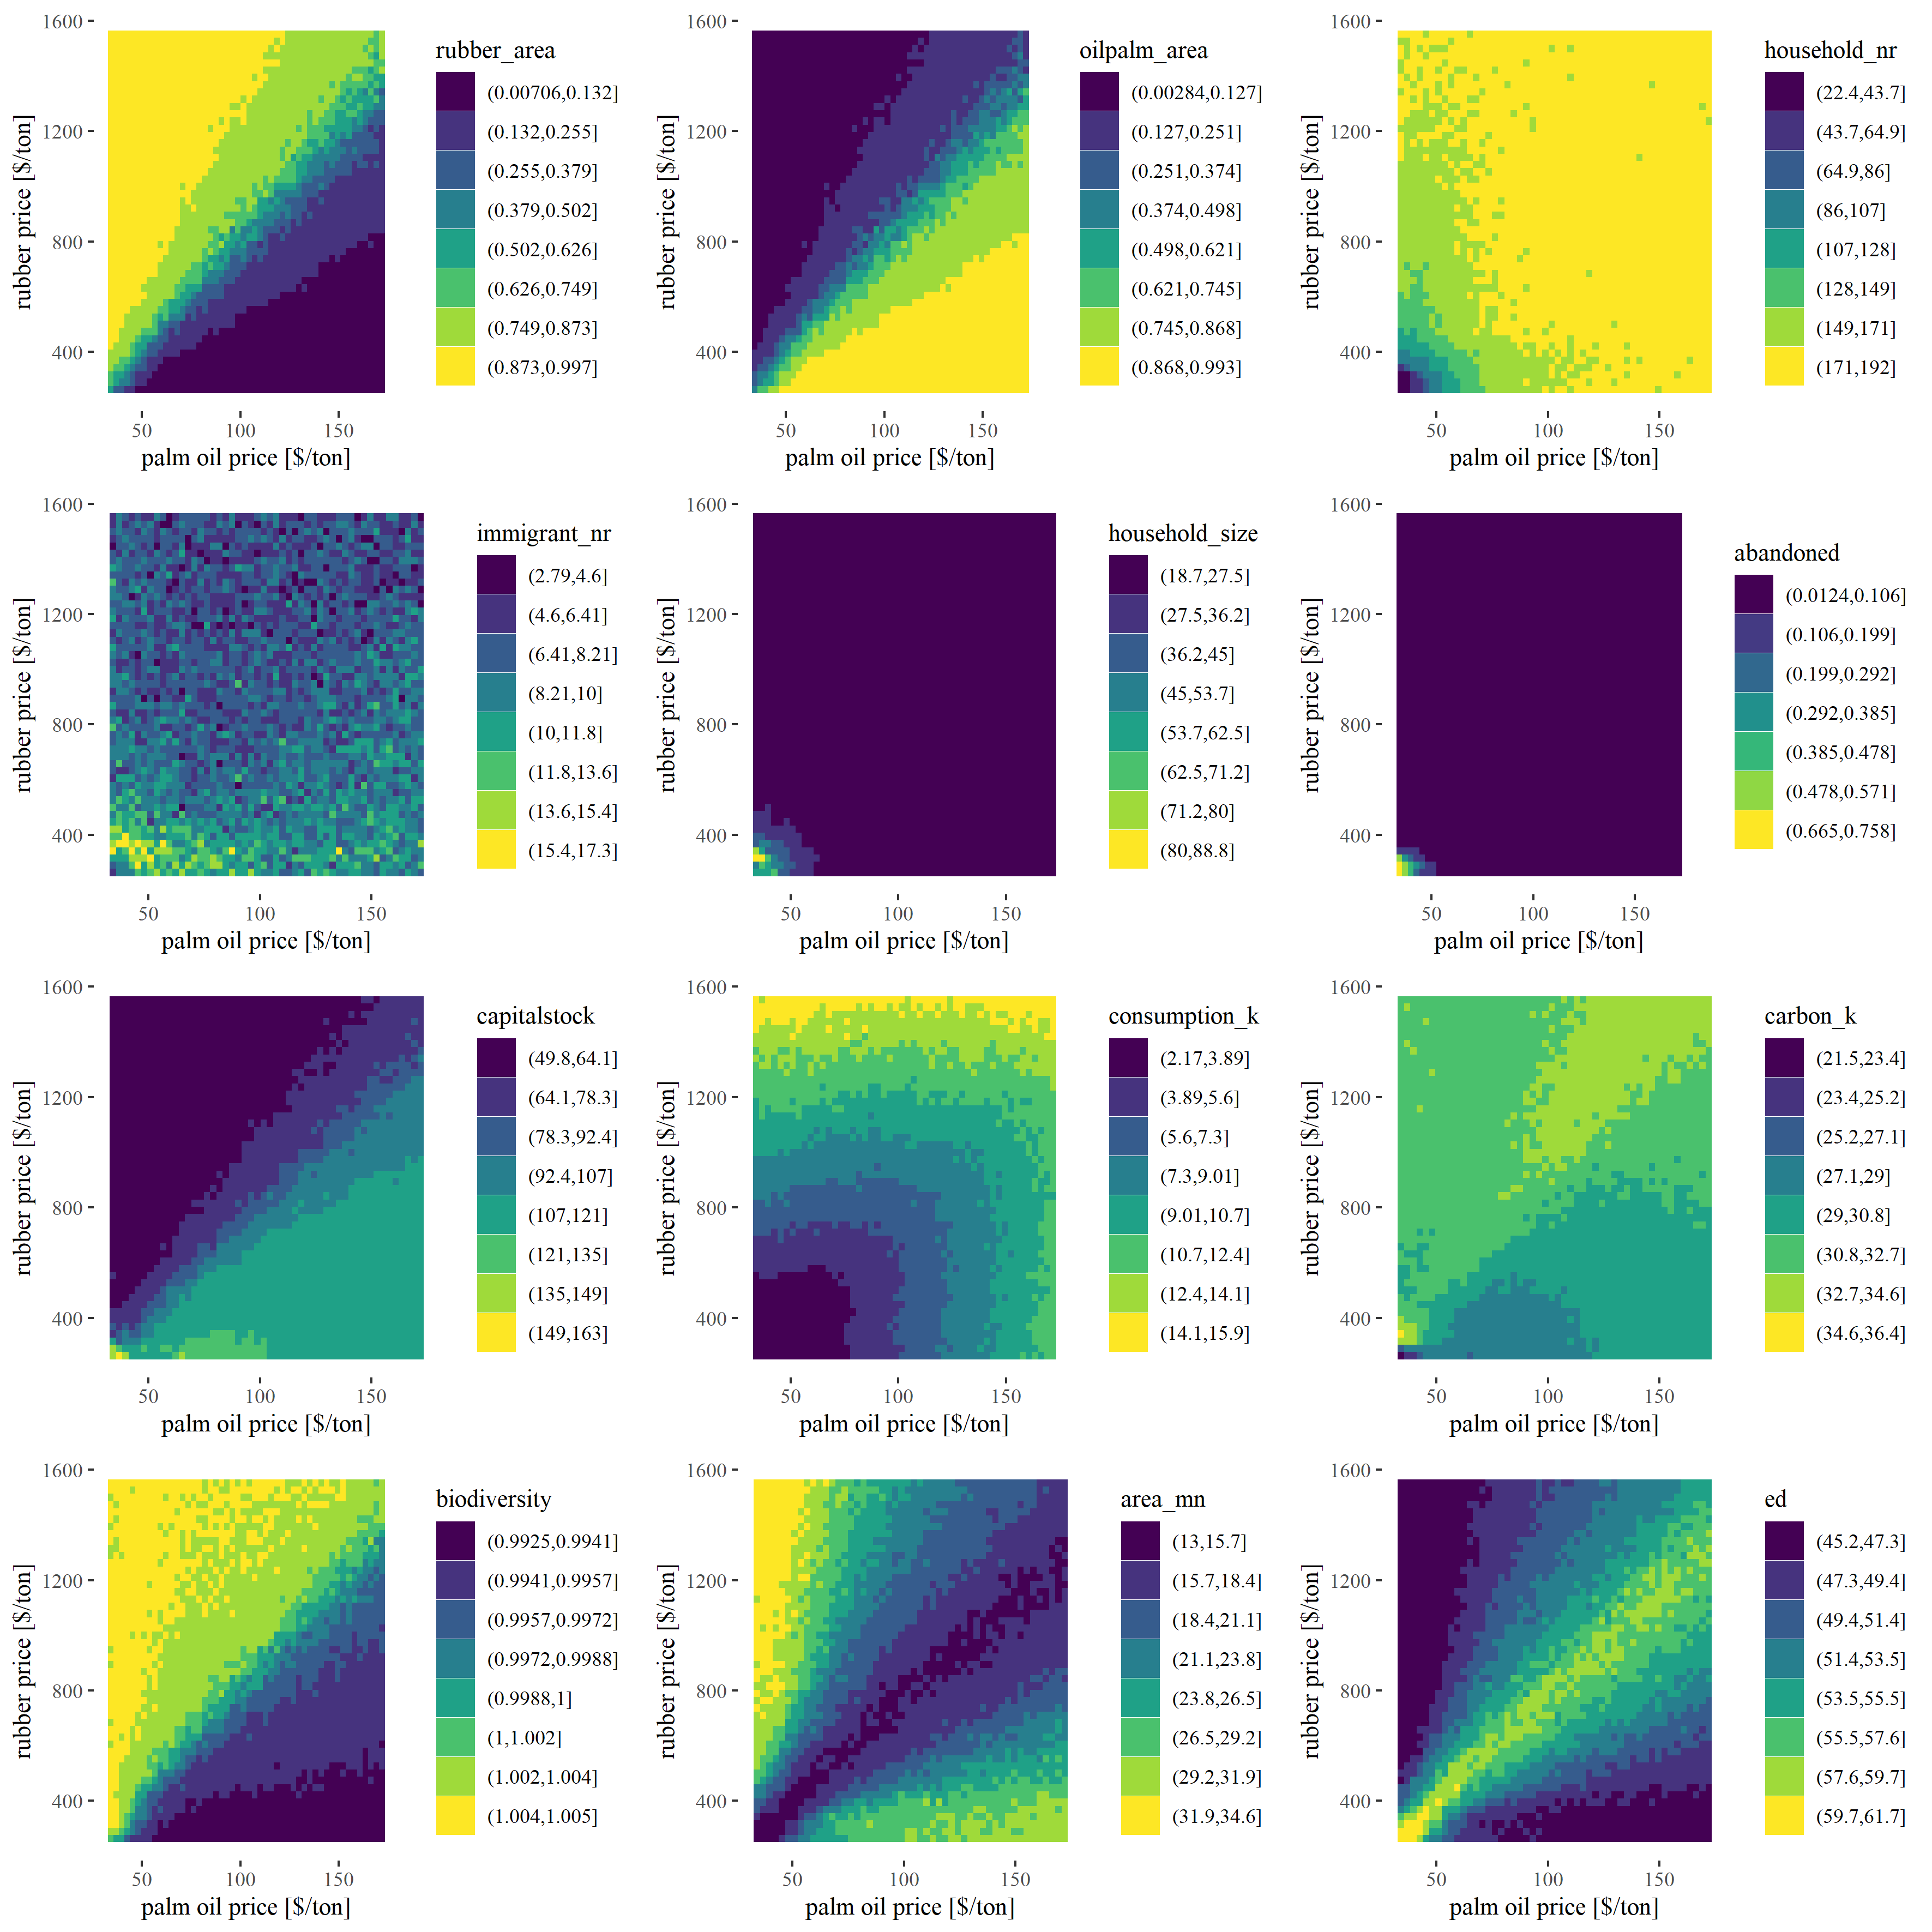 rubber_area
(0.00706,0.132]
(0.132,0.255]
(0.255,0.379]
(0.379,0.502]
(0.502,0.626]
(0.626,0.749]
(0.749,0.873]
(0.873,0.997]
1600
1200
800
400
rubber price [$/ton]
50 100 150
palm oil price [$/ton]
oilpalm_area
(0.00284,0.127]
(0.127,0.251]
(0.251,0.374]
(0.374,0.498]
(0.498,0.621]
(0.621,0.745]
(0.745,0.868]
(0.868,0.993]
1600
1200
800
400
rubber price [$/ton]
50 100 150
palm oil price [$/ton]
household_nr
(22.4,43.7]
(43.7,64.9]
(64.9,86]
(86,107]
(107,128]
(128,149]
(149,171]
(171,192]
1600
1200
800
400
rubber price [$/ton]
50 100 150
palm oil price [$/ton]
immigrant_nr
(2.79,4.6]
(4.6,6.41]
(6.41,8.21]
(8.21,10]
(10,11.8]
(11.8,13.6]
(13.6,15.4]
(15.4,17.3]
1600
1200
800
400
rubber price [$/ton]
50 100 150
palm oil price [$/ton]
household_size
(18.7,27.5]
(27.5,36.2]
(36.2,45]
(45,53.7]
(53.7,62.5]
(62.5,71.2]
(71.2,80]
(80,88.8]
1600
1200
800
400
rubber price [$/ton]
50 100 150
palm oil price [$/ton]
abandoned
(0.0124,0.106]
(0.106,0.199]
(0.199,0.292]
(0.292,0.385]
(0.385,0.478]
(0.478,0.571]
(0.665,0.758]
1600
1200
800
400
rubber price [$/ton]
50 100 150
palm oil price [$/ton]
capitalstock
(49.8,64.1]
(64.1,78.3]
(78.3,92.4]
(92.4,107]
(107,121]
(121,135]
(135,149]
(149,163]
1600
1200
800
400
rubber price [$/ton]
50 100 150
palm oil price [$/ton]
consumption_k
(2.17,3.89]
(3.89,5.6]
(5.6,7.3]
(7.3,9.01]
(9.01,10.7]
(10.7,12.4]
(12.4,14.1]
(14.1,15.9]
1600
1200
800
400
rubber price [$/ton]
50 100 150
palm oil price [$/ton]
carbon_k
(21.5,23.4]
(23.4,25.2]
(25.2,27.1]
(27.1,29]
(29,30.8]
(30.8,32.7]
(32.7,34.6]
(34.6,36.4]
1600
1200
800
400
rubber price [$/ton]
50 100 150
palm oil price [$/ton]
biodiversity
(0.9925,0.9941]
(0.9941,0.9957]
(0.9957,0.9972]
(0.9972,0.9988]
(0.9988,1]
(1,1.002]
(1.002,1.004]
(1.004,1.005]
1600
1200
800
400
rubber price [$/ton]
50 100 150
palm oil price [$/ton]
area_mn
(13,15.7]
(15.7,18.4]
(18.4,21.1]
(21.1,23.8]
(23.8,26.5]
(26.5,29.2]
(29.2,31.9]
(31.9,34.6]
1600
1200
800
400
rubber price [$/ton]
50 100 150
palm oil price [$/ton]
ed
(45.2,47.3]
(47.3,49.4]
(49.4,51.4]
(51.4,53.5]
(53.5,55.5]
(55.5,57.6]
(57.6,59.7]
(59.7,61.7]
1600
1200
800
400
rubber price [$/ton]
50 100 150
palm oil price [$/ton]